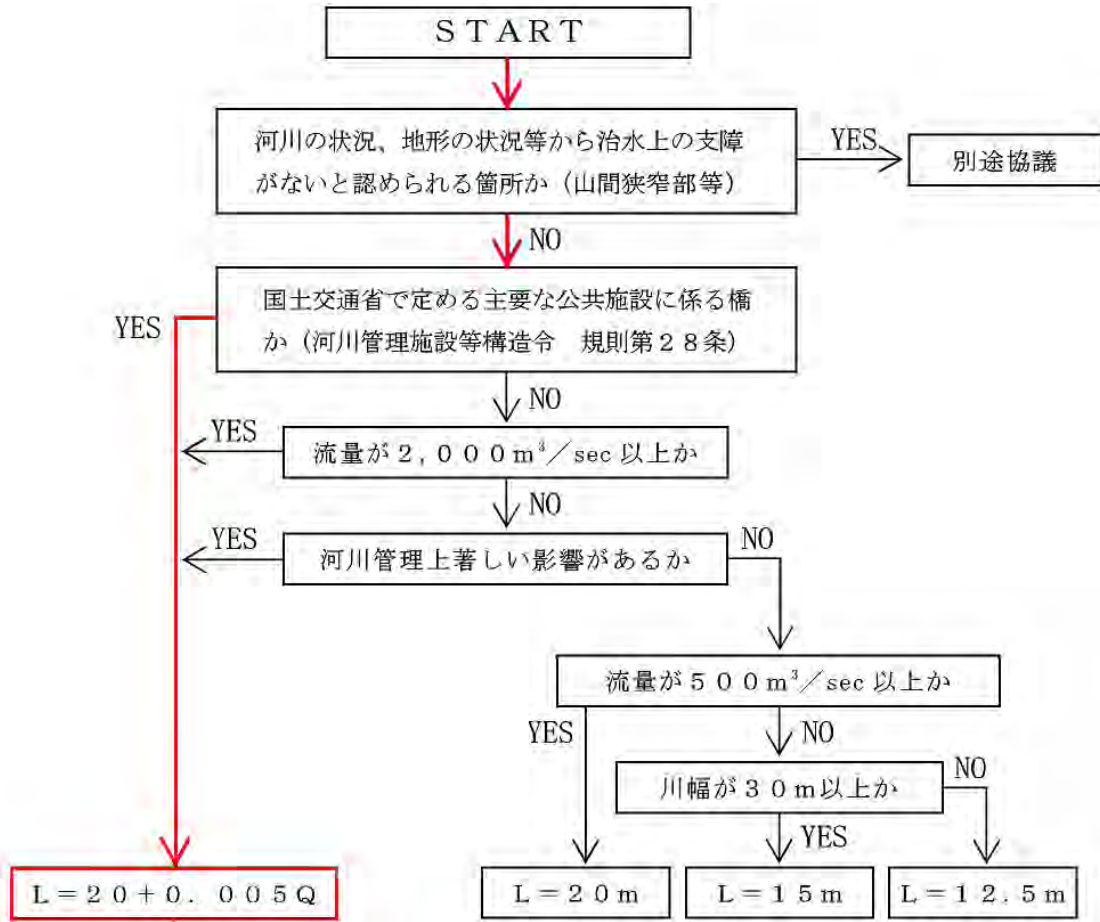 START
河川の状況、地形の状況等から治水上の支障
がないと認められる箇所か（山間狭窄部等）
YES
別途協議
NO
国土交通省で定める主要な公共施設に係る橋
か（河川管理施設等構造令　規則第２８条）
YES
NO
流量が２,０００ｍ³／sec 以上か
YES
NO
河川管理上著しい影響があるか
YES
NO
流量が５００ｍ³／sec 以上か
YES
NO
川幅が３０ｍ以上か
NO
YES
Ｌ＝２０＋０．００５Ｑ
Ｌ＝２０ｍ
Ｌ＝１５ｍ
Ｌ＝１２.５ｍ